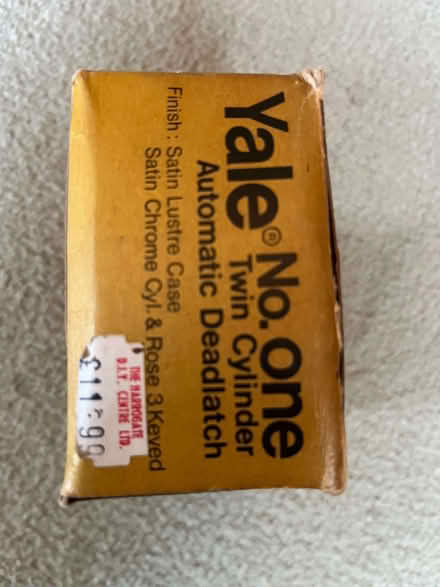 Yale® No. one
Twin Cylinder
Automatic Deadlatch
Finish: Satin Lustre Case
Satin Chrome Cyl. & Rose 3 Keyed
THE HARROGATE
D.I.Y. CENTRE LTD.
£11.99